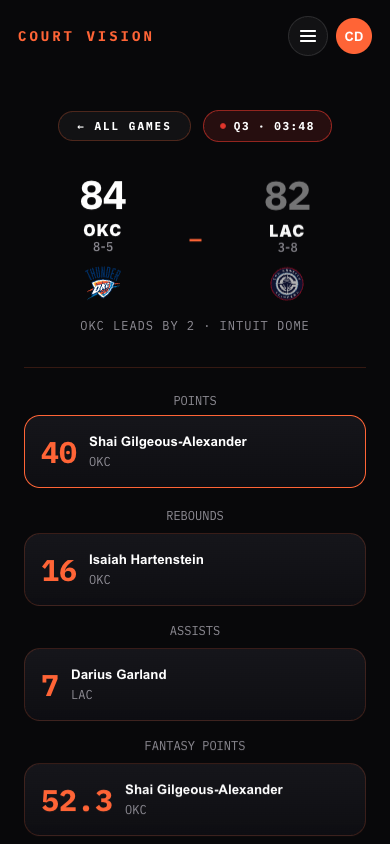 COURT VISION
CD
← ALL GAMES
Q3 · 03:48
84
82
OKC
–
LAC
8-5
3-8
THUNDER
OKC
OKC LEADS BY 2 · INTUIT DOME
POINTS
40
Shai Gilgeous-Alexander
OKC
REBOUNDS
16
Isaiah Hartenstein
OKC
ASSISTS
7
Darius Garland
LAC
FANTASY POINTS
52.3
Shai Gilgeous-Alexander
OKC